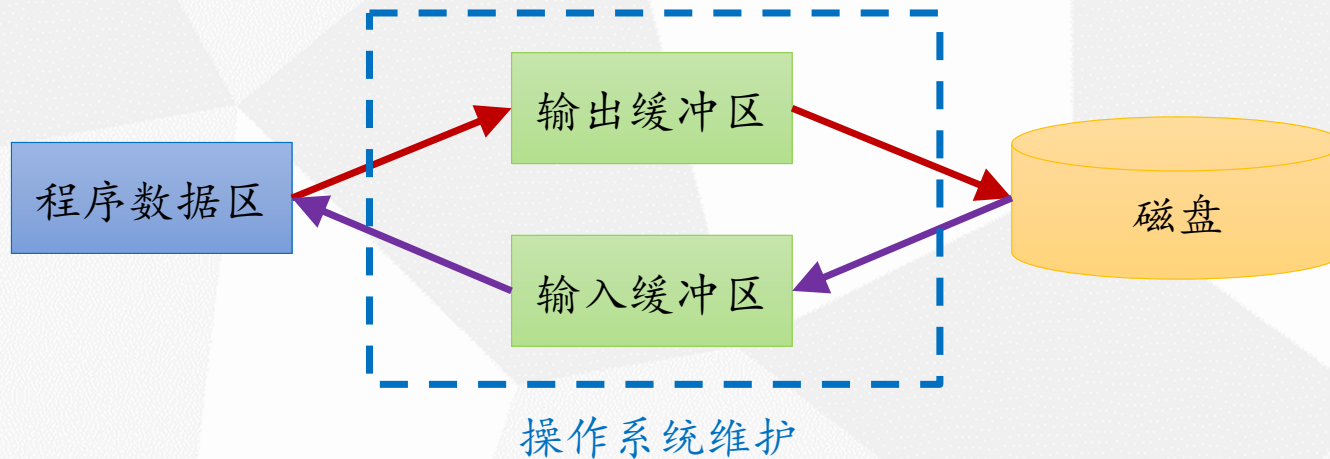 输出缓冲区
程序数据区
磁盘
输入缓冲区
操作系统维护